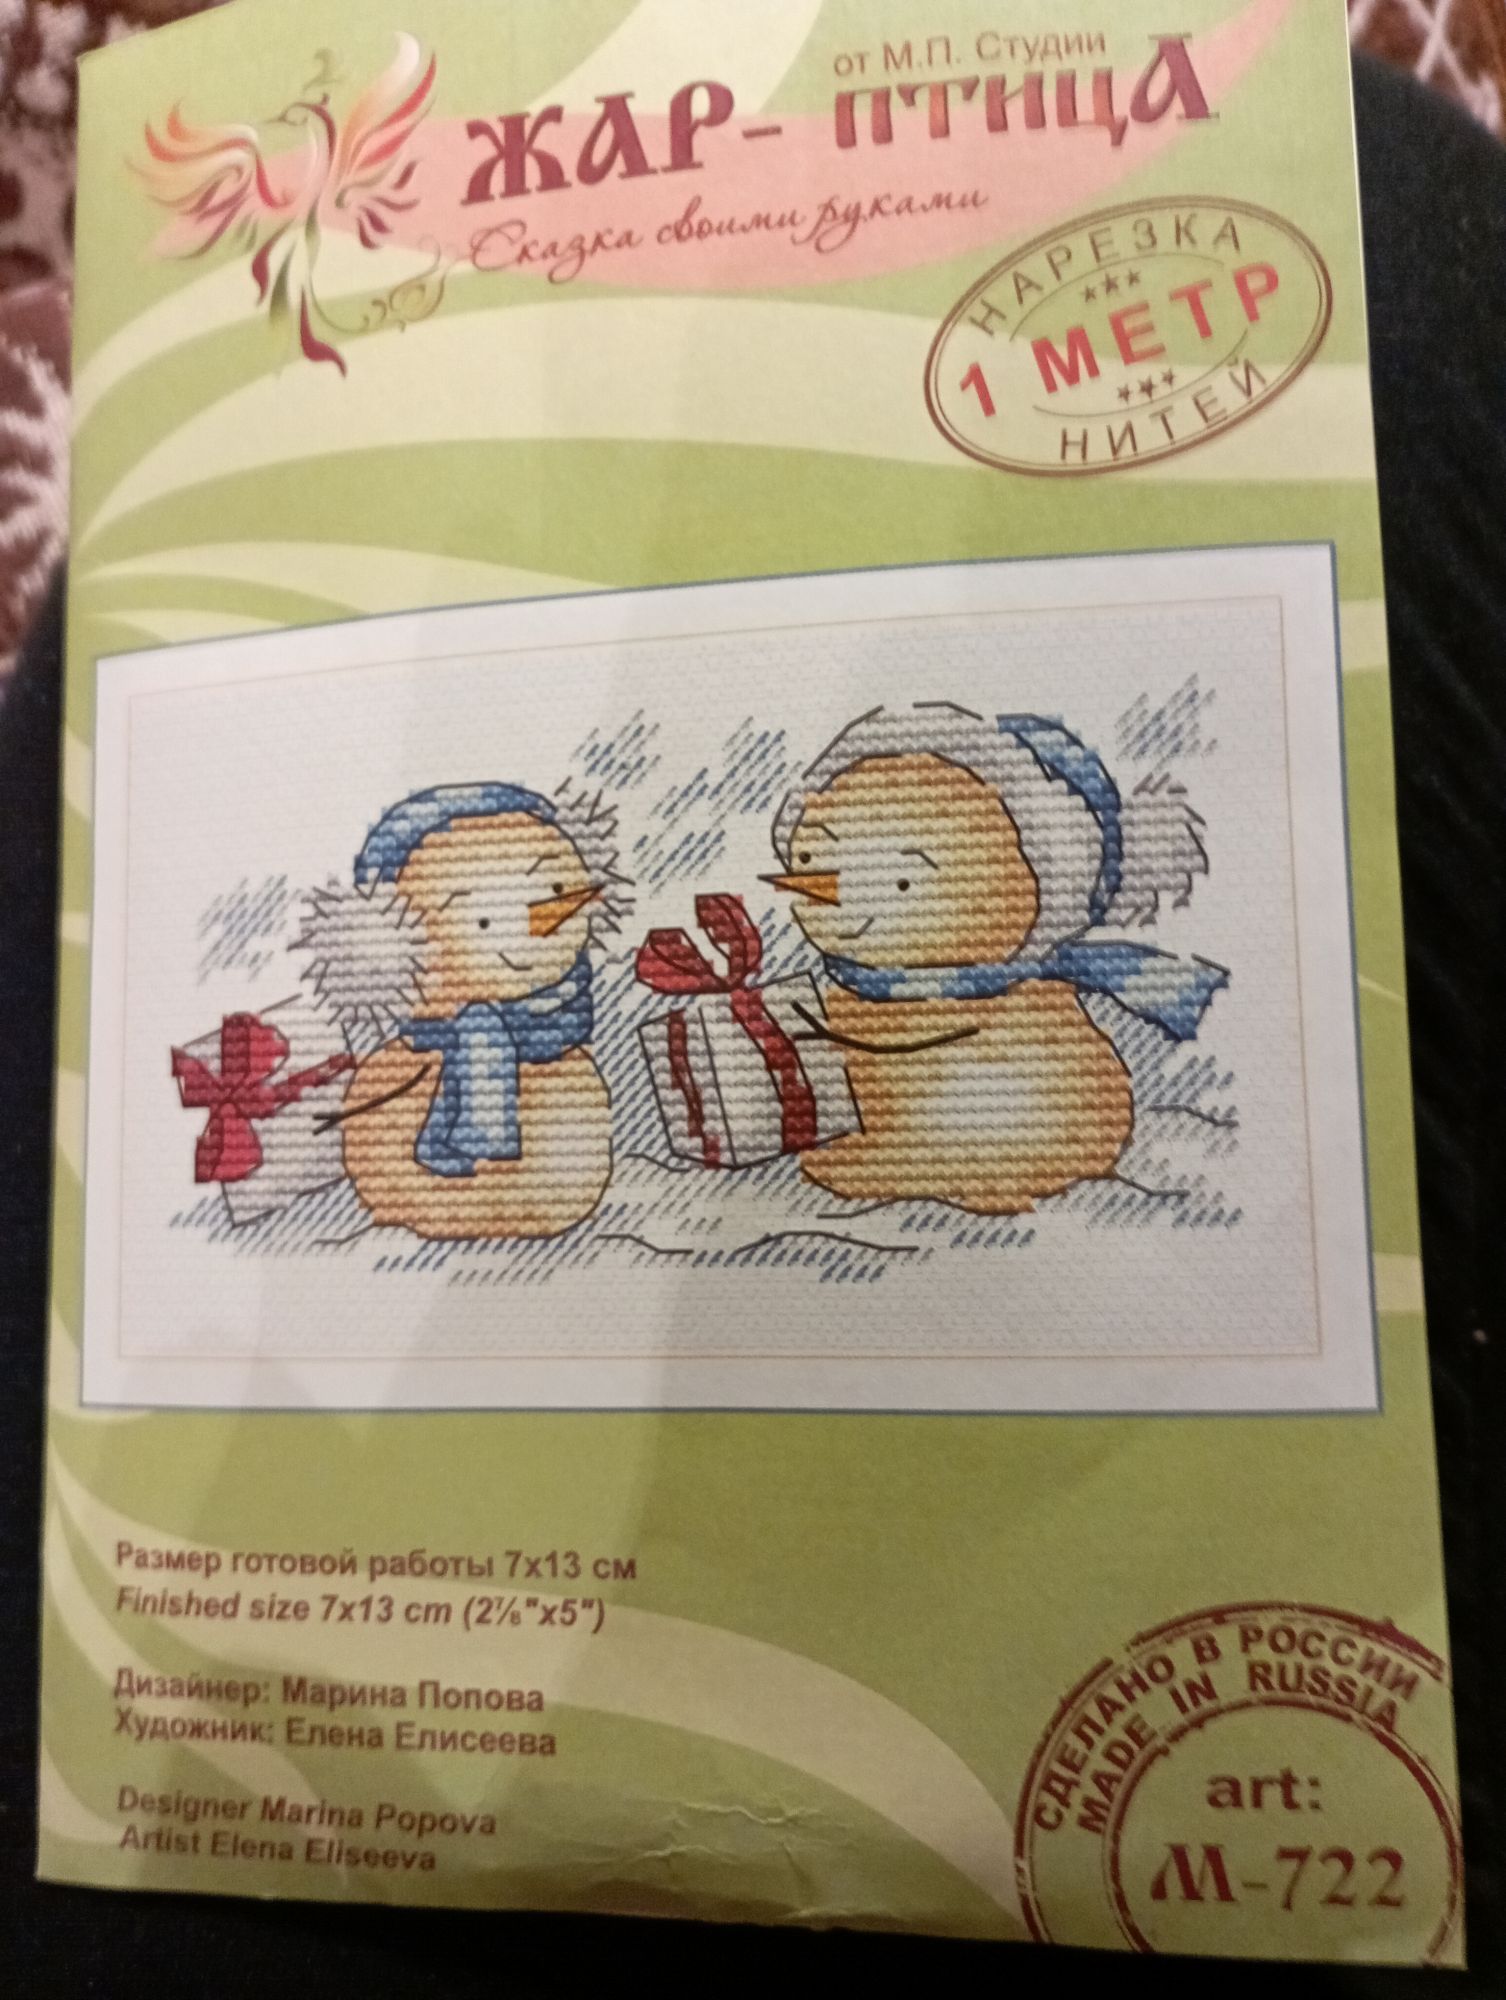 от М.П. Студии
ЖАР-ПТИЦА
Сказка своими руками
НАРЕЗКА
1 МЕТР
НИТЕЙ
Размер готовой работы 7х13 см
Finished size 7x13 cm (2⅞"x5")
Дизайнер: Марина Попова
Художник: Елена Елисеева
Designer Marina Popova
Artist Elena Eliseeva
СДЕЛАНО В РОССИИ
MADE IN RUSSIA
art:
М-722